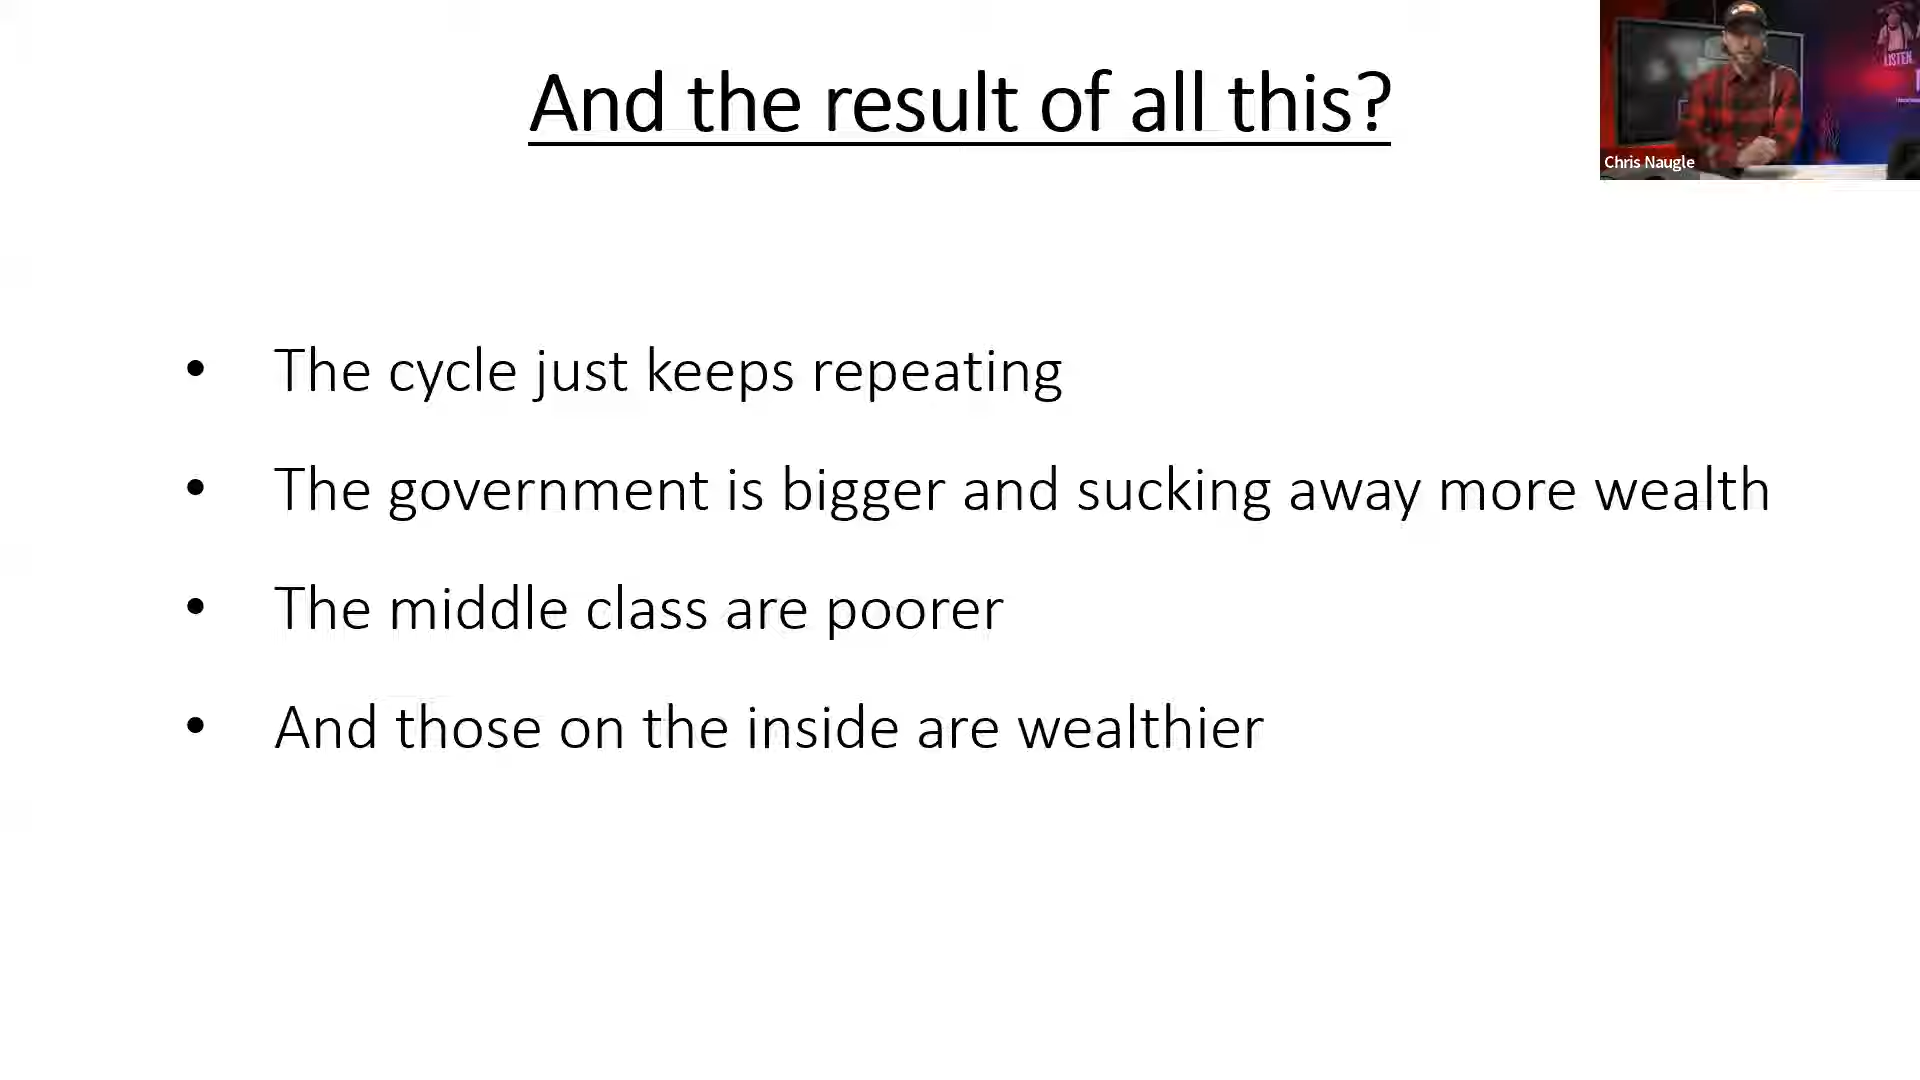 And the result of all this?
LISTEN
Chris Naugle
• The cycle just keeps repeating
• The government is bigger and sucking away more wealth
• The middle class are poorer
• And those on the inside are wealthier